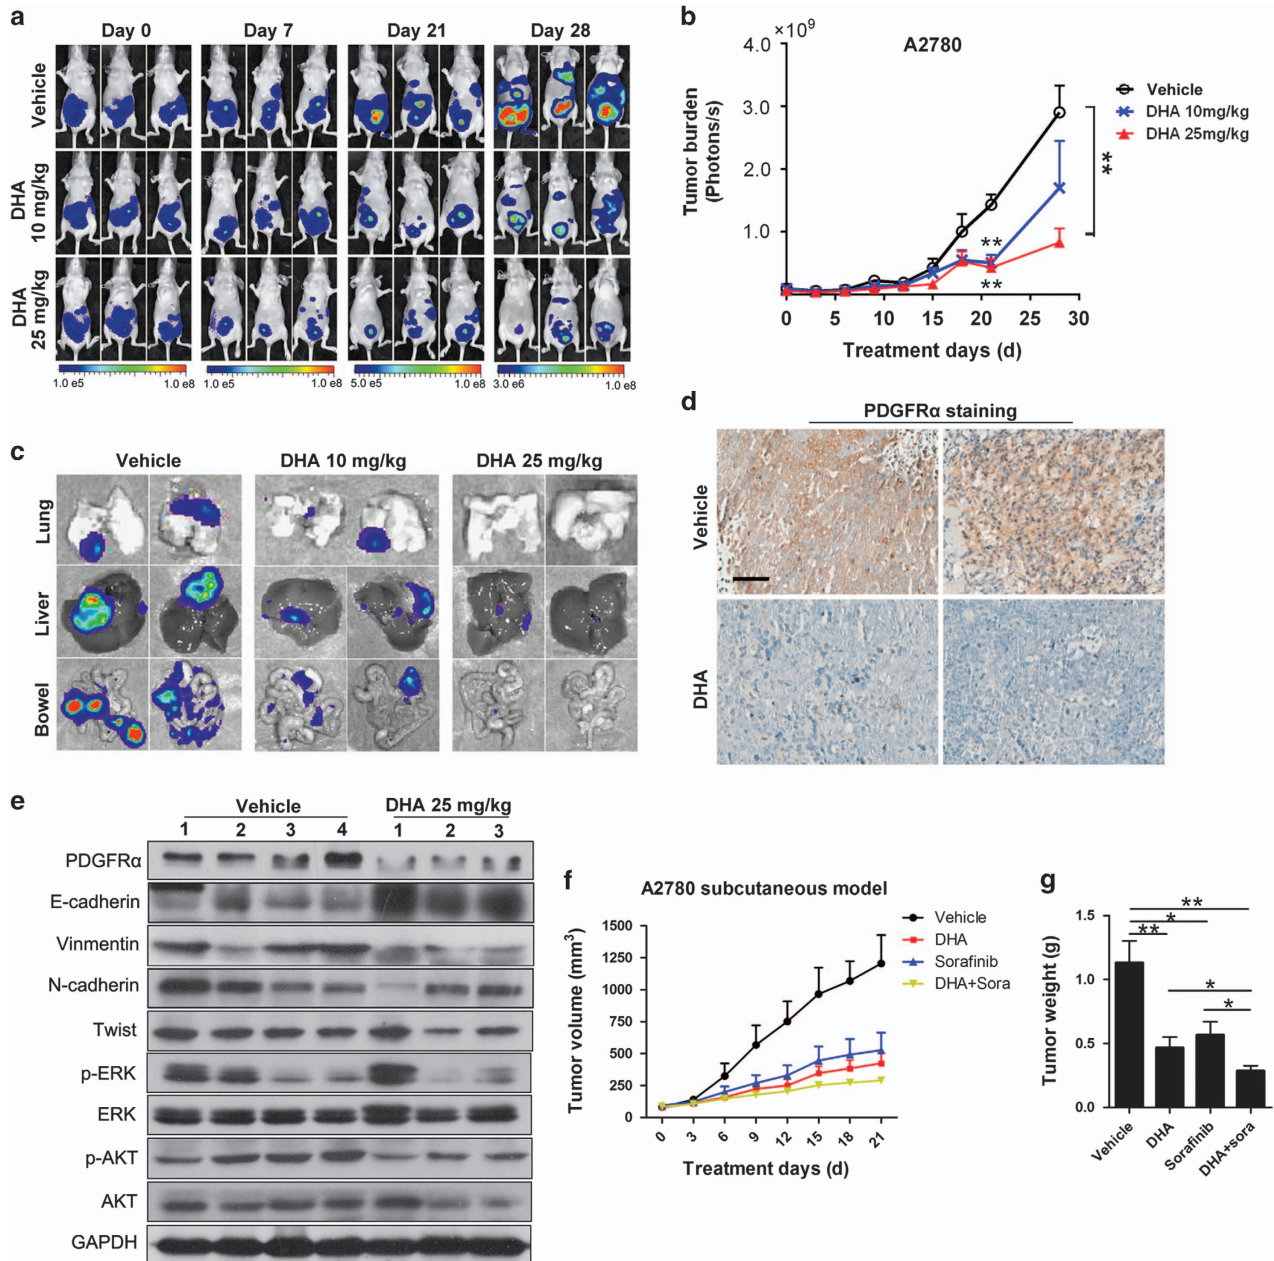 a
Day 0 Day 7 Day 21 Day 28
Vehicle
DHA
10 mg/kg
DHA
25 mg/kg
1.0 e5 1.0 e8 1.0 e5 1.0 e8 5.0 e5 1.0 e8 3.0 e6 1.0 e8
b
×10⁹
A2780
4.0
3.0
2.0
1.0
Tumor burden
(Photons/s)
0 5 10 15 20 25 30
Treatment days (d)
Vehicle
DHA 10mg/kg
DHA 25mg/kg
**
**
**
c
Vehicle DHA 10 mg/kg DHA 25 mg/kg
Lung
Liver
Bowel
d
PDGFRα staining
Vehicle
DHA
e
Vehicle DHA 25 mg/kg
1 2 3 4 1 2 3
PDGFRα
E-cadherin
Vinmentin
N-cadherin
Twist
p-ERK
ERK
p-AKT
AKT
GAPDH
f
A2780 subcutaneous model
1500
1250
1000
750
500
250
0
Tumor volume (mm³)
0 3 6 9 12 15 18 21
Treatment days (d)
Vehicle
DHA
Sorafinib
DHA+Sora
g
1.5
1.0
0.5
0.0
Tumor weight (g)
**
*
**
*
*
Vehicle DHA Sorafinib DHA+sora